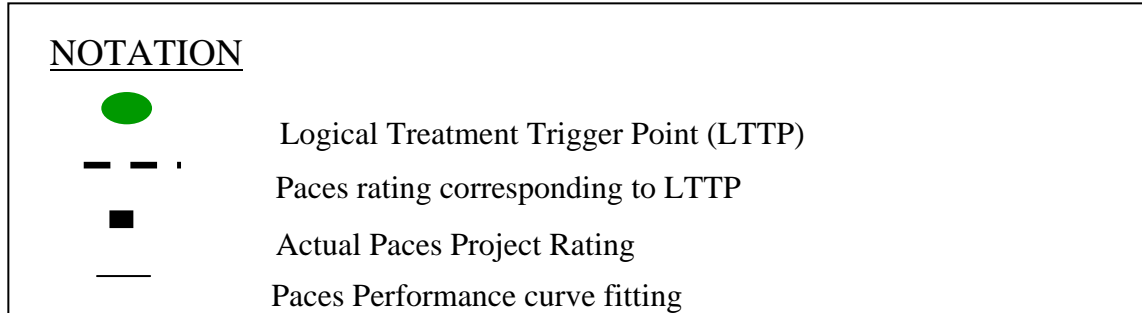 NOTATION
Logical Treatment Trigger Point (LTTP)
Paces rating corresponding to LTTP
Actual Paces Project Rating
Paces Performance curve fitting